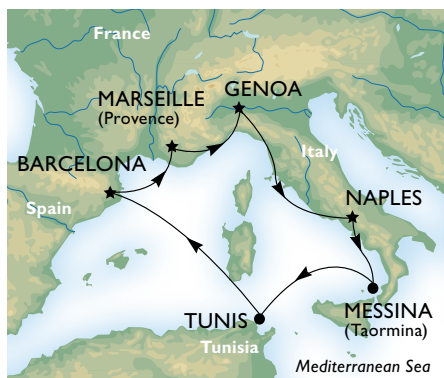 France
MARSEILLE
(Provence)
GENOA
BARCELONA
Italy
Spain
NAPLES
MESSINA
(Taormina)
TUNIS
Tunisia
Mediterranean Sea